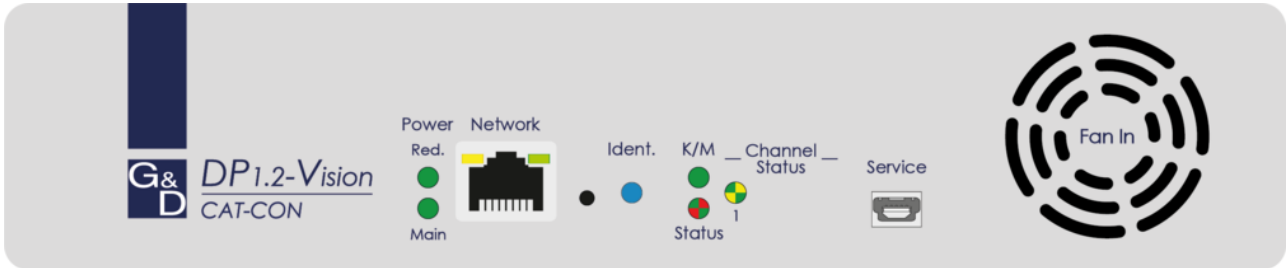 G&D
DP1.2-Vision
CAT-CON
Power
Red.
Main
Network
Ident.
K/M
Status
Channel
Status
1
Service
Fan In